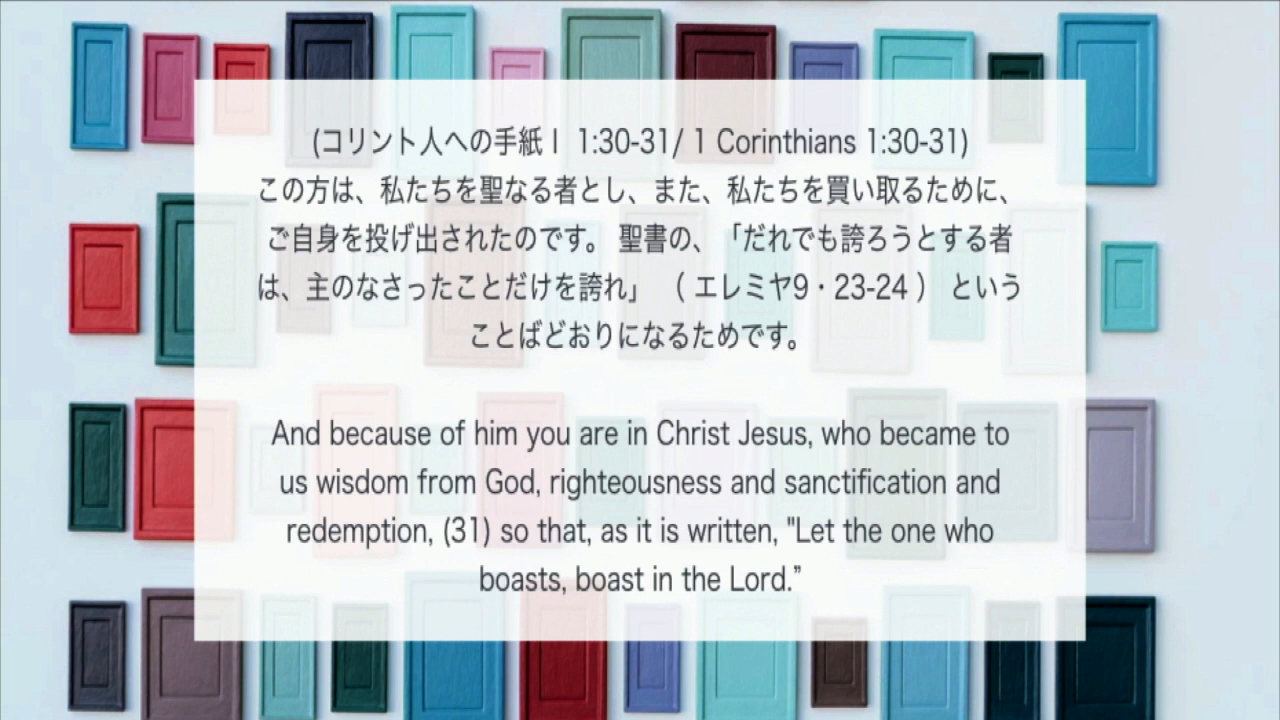 (コリント人への手紙Ⅰ 1:30-31/ 1 Corinthians 1:30-31)
この方は、私たちを聖なる者とし、また、私たちを買い取るために、
ご自身を投げ出されたのです。 聖書の、「だれでも誇ろうとする者
は、主のなさったことだけを誇れ」 （ エレミヤ9・23-24 ） という
ことばどおりになるためです。
And because of him you are in Christ Jesus, who became to
us wisdom from God, righteousness and sanctification and
redemption, (31) so that, as it is written, "Let the one who
boasts, boast in the Lord.”